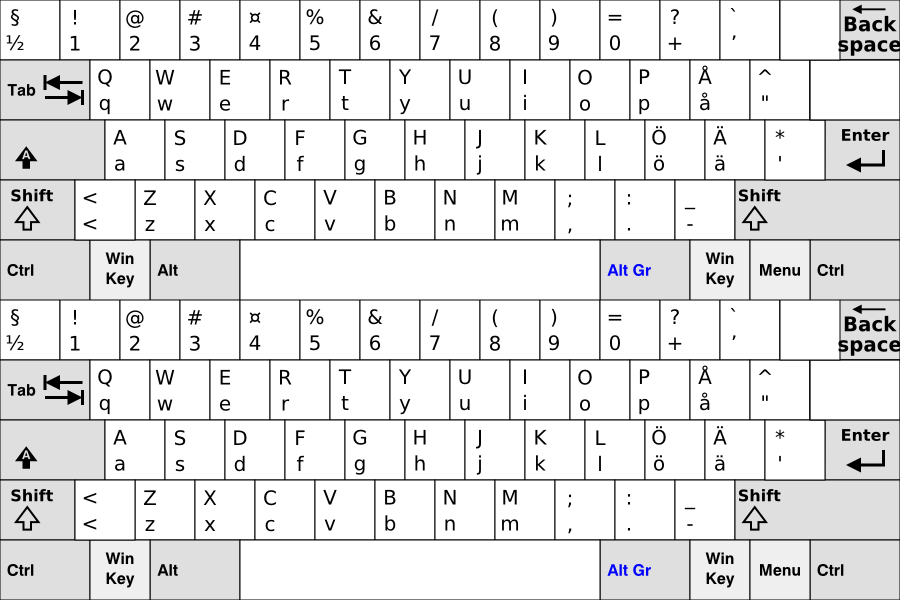 § ! @ # ¤ % & / ( ) = ? ` Back
½ 1 2 3 4 5 6 7 8 9 0 + ’ space
Tab Q W E R T Y U I O P Å ^
q w e r t y u i o p å "
A A S D F G H J K L Ö Ä * Enter
a s d f g h j k l ö ä '
Shift < Z X C V B N M ; : _ Shift
< z x c v b n m , . -
Ctrl Win Key Alt Alt Gr Win Key Menu Ctrl
§ ! @ # ¤ % & / ( ) = ? ` Back
½ 1 2 3 4 5 6 7 8 9 0 + ’ space
Tab Q W E R T Y U I O P Å ^
q w e r t y u i o p å "
A A S D F G H J K L Ö Ä * Enter
a s d f g h j k l ö ä '
Shift < Z X C V B N M ; : _ Shift
< z x c v b n m , . -
Ctrl Win Key Alt Alt Gr Win Key Menu Ctrl